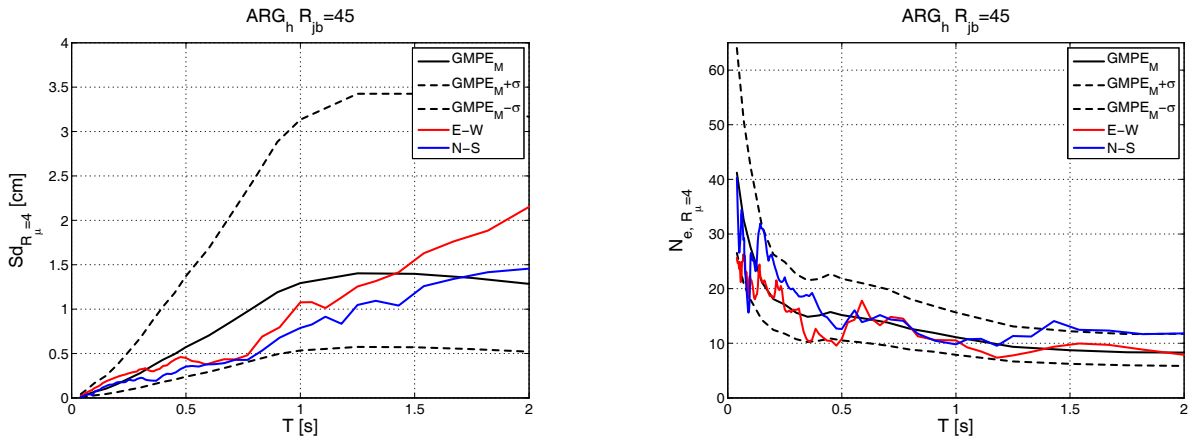 ARG_h R_jb=45
4
3.5
3
2.5
2
1.5
1
0.5
0
Sd_R_μ=4 [cm]
GMPE_M
GMPE_M+σ
GMPE_M−σ
E−W
N−S
0 0.5 1 1.5 2
T [s]
ARG_h R_jb=45
60
50
40
30
20
10
0
N_e, R_μ=4
GMPE_M
GMPE_M+σ
GMPE_M−σ
E−W
N−S
0 0.5 1 1.5 2
T [s]